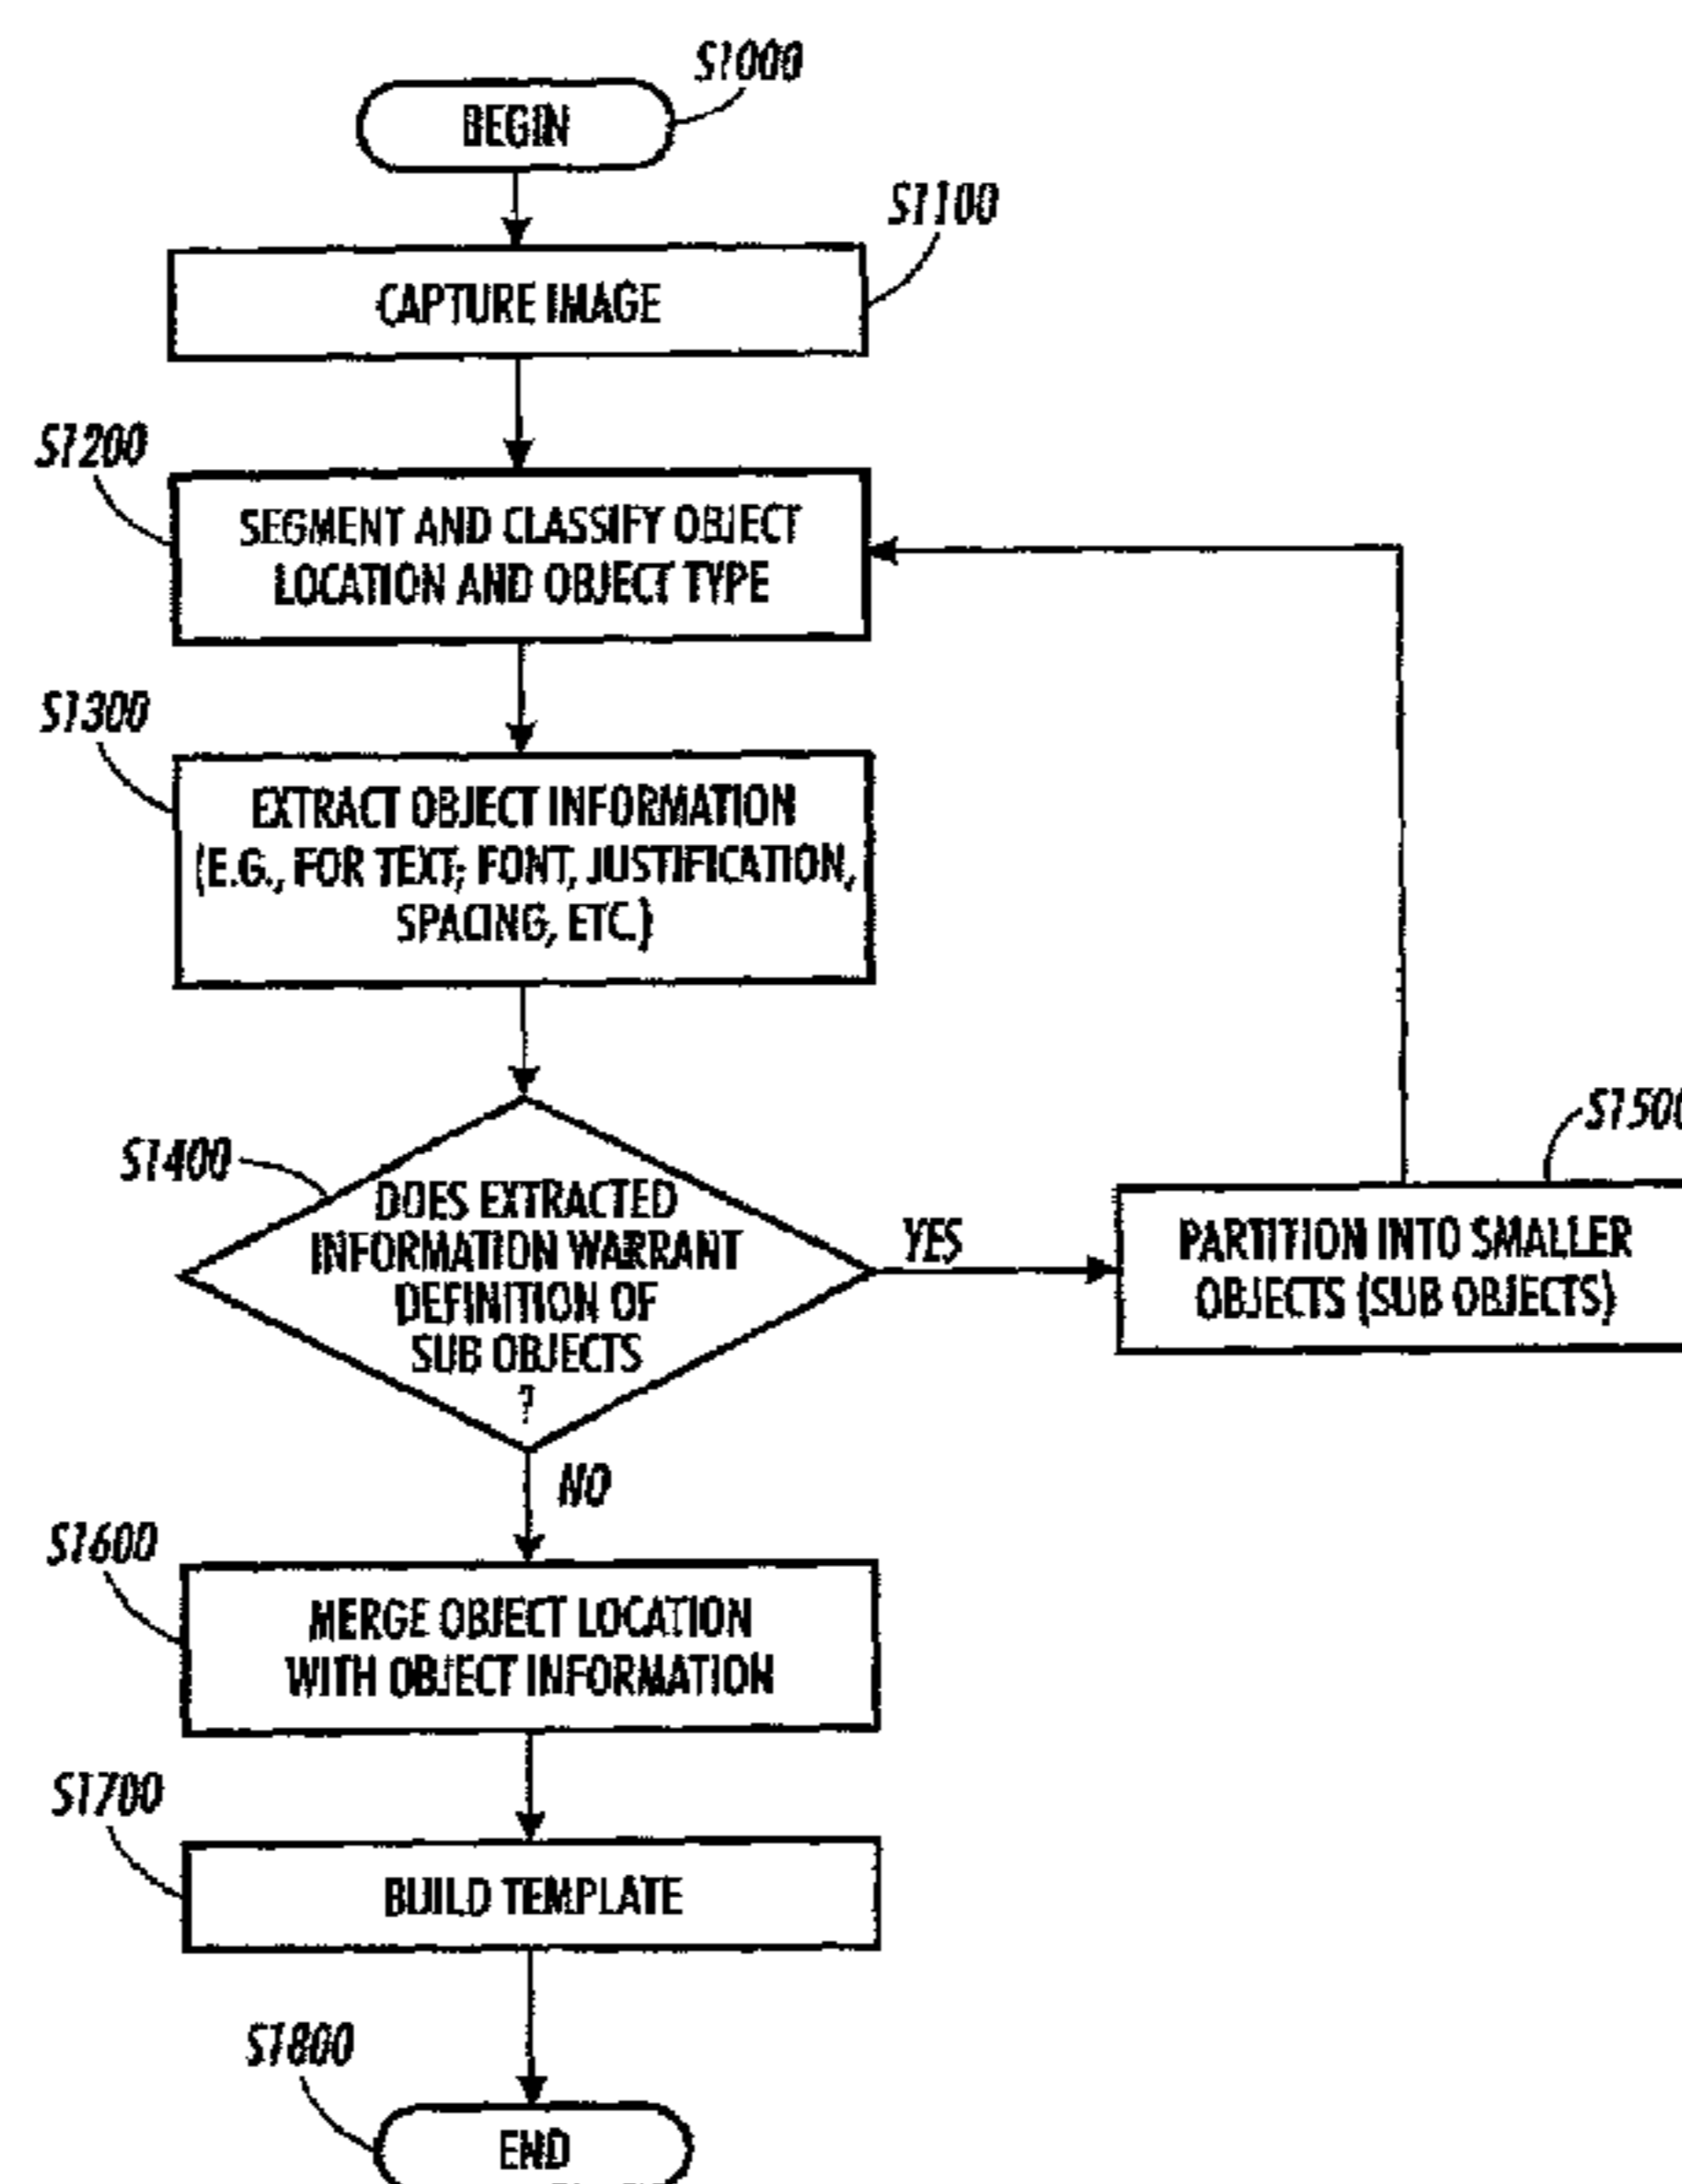 S1000
BEGIN
S1100
CAPTURE IMAGE
S1200
SEGMENT AND CLASSIFY OBJECT
LOCATION AND OBJECT TYPE
S1300
EXTRACT OBJECT INFORMATION
(E.G., FOR TEXT; FONT, JUSTIFICATION,
SPACING, ETC.)
S1400
DOES EXTRACTED
INFORMATION WARRANT
DEFINITION OF
SUB OBJECTS
?
YES
S1500
PARTITION INTO SMALLER
OBJECTS (SUB OBJECTS)
NO
S1600
MERGE OBJECT LOCATION
WITH OBJECT INFORMATION
S1700
BUILD TEMPLATE
S1800
END